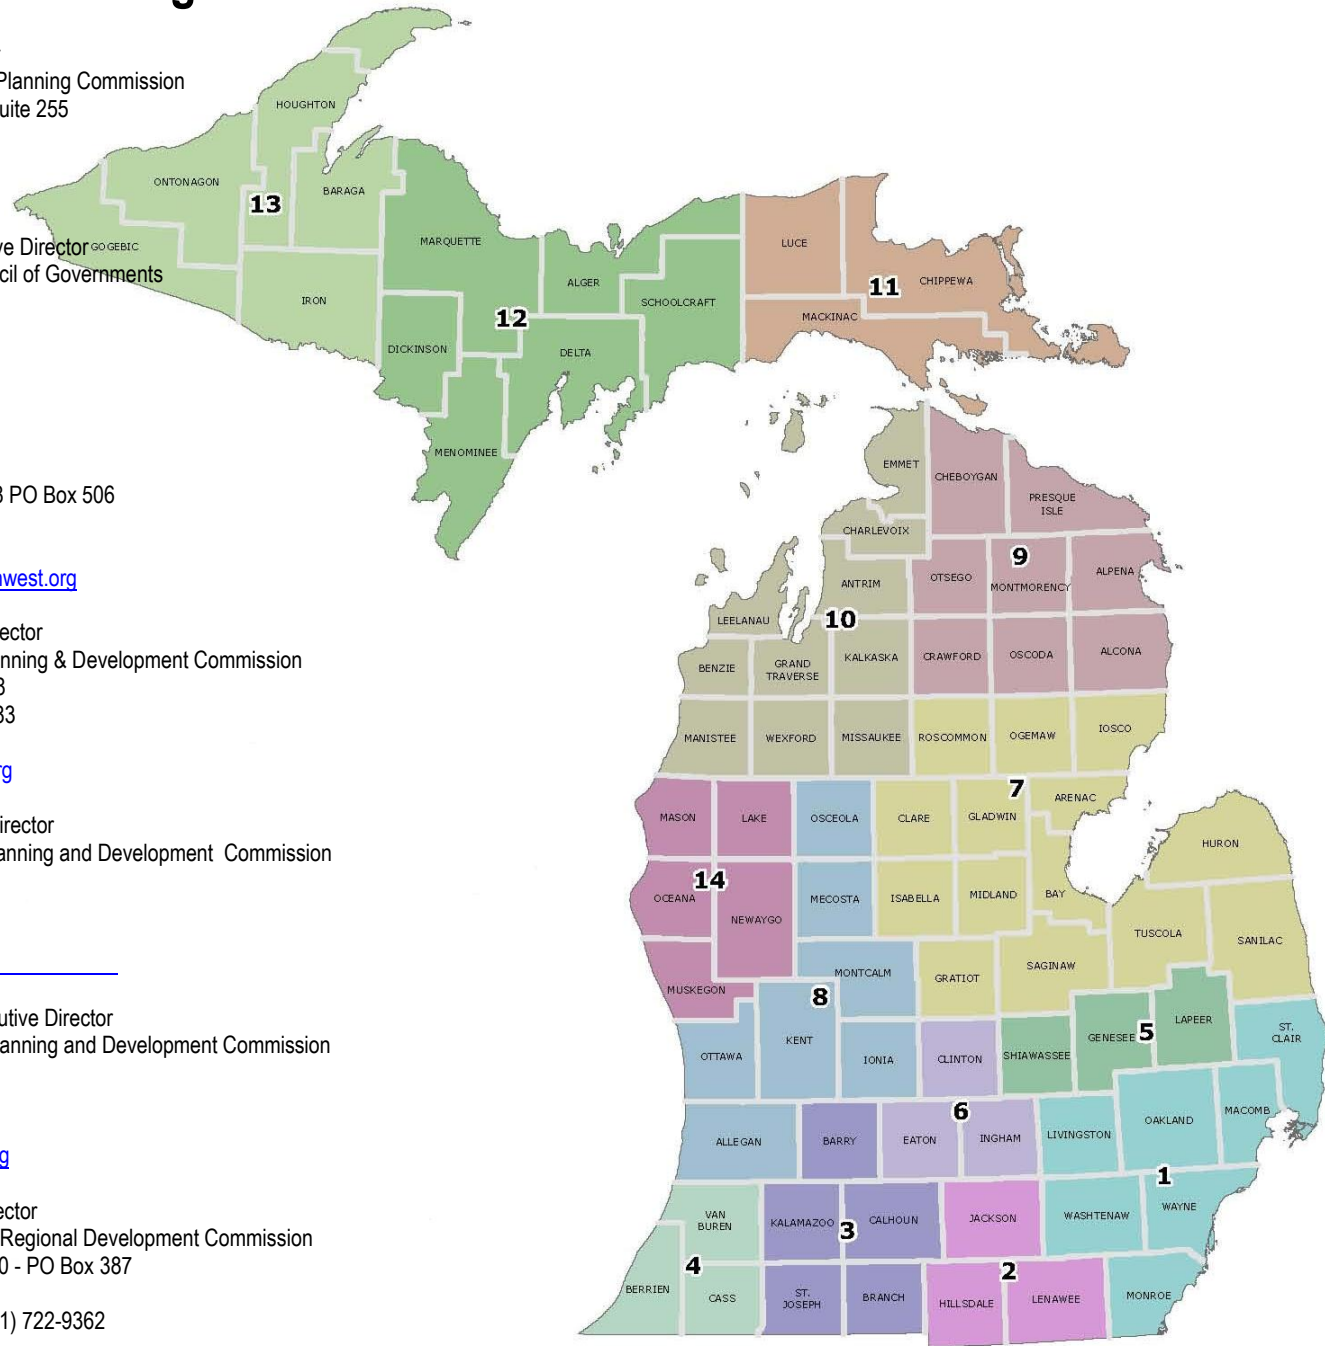 g
Planning Commission
uite 255
ve Director
cil of Governments
3 PO Box 506
nwest.org
ector
nning & Development Commission
3
33
rg
irector
anning and Development  Commission
utive Director
lanning and Development Commission
g
ector
Regional Development Commission
0 - PO Box 387
1) 722-9362
HOUGHTON
ONTONAGON
BARAGA
13
GOGEBIC
IRON
MARQUETTE
ALGER
SCHOOLCRAFT
12
DICKINSON
DELTA
MENOMINEE
LUCE
CHIPPEWA
11
MACKINAC
EMMET
CHEBOYGAN
PRESQUE
ISLE
CHARLEVOIX
9
ANTRIM
OTSEGO
MONTMORENCY
ALPENA
LEELANAU
10
BENZIE
GRAND
TRAVERSE
KALKASKA
CRAWFORD
OSCODA
ALCONA
MANISTEE
WEXFORD
MISSAUKEE
ROSCOMMON
OGEMAW
IOSCO
7
MASON
LAKE
OSCEOLA
CLARE
GLADWIN
ARENAC
HURON
14
OCEANA
NEWAYGO
MECOSTA
ISABELLA
MIDLAND
BAY
TUSCOLA
SANILAC
MUSKEGON
MONTCALM
GRATIOT
SAGINAW
8
OTTAWA
KENT
IONIA
CLINTON
SHIAWASSEE
GENESEE
5
LAPEER
ST.
CLAIR
ALLEGAN
BARRY
EATON
6
INGHAM
LIVINGSTON
OAKLAND
MACOMB
1
VAN
BUREN
KALAMAZOO
3
CALHOUN
JACKSON
WASHTENAW
WAYNE
4
BERRIEN
CASS
ST.
JOSEPH
BRANCH
2
HILLSDALE
LENAWEE
MONROE